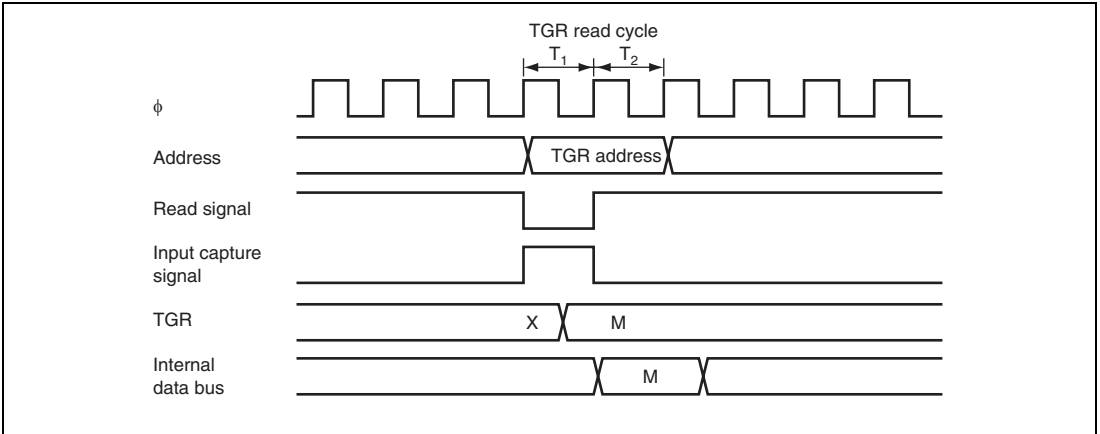 TGR read cycle
T1 T2
ϕ
Address
TGR address
Read signal
Input capture
signal
TGR
X M
Internal
data bus
M